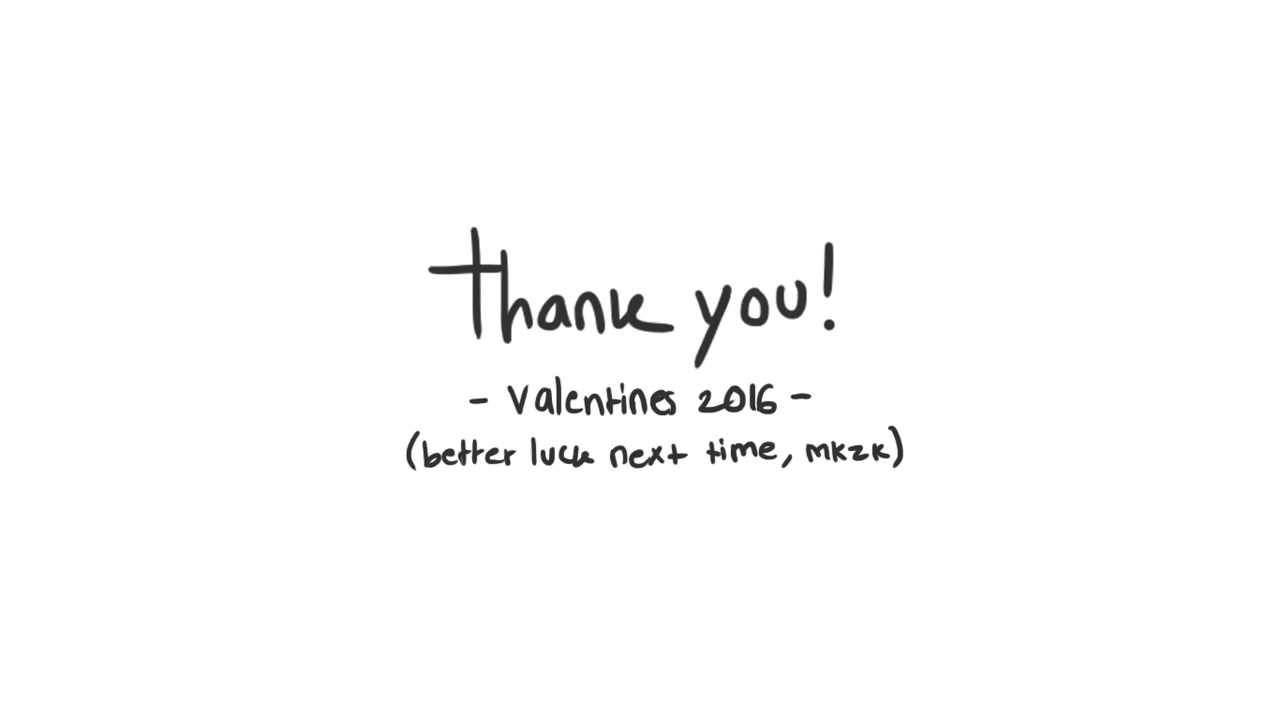 Thank you!
- Valentines 2016 -
(better luck next time, mkzk)